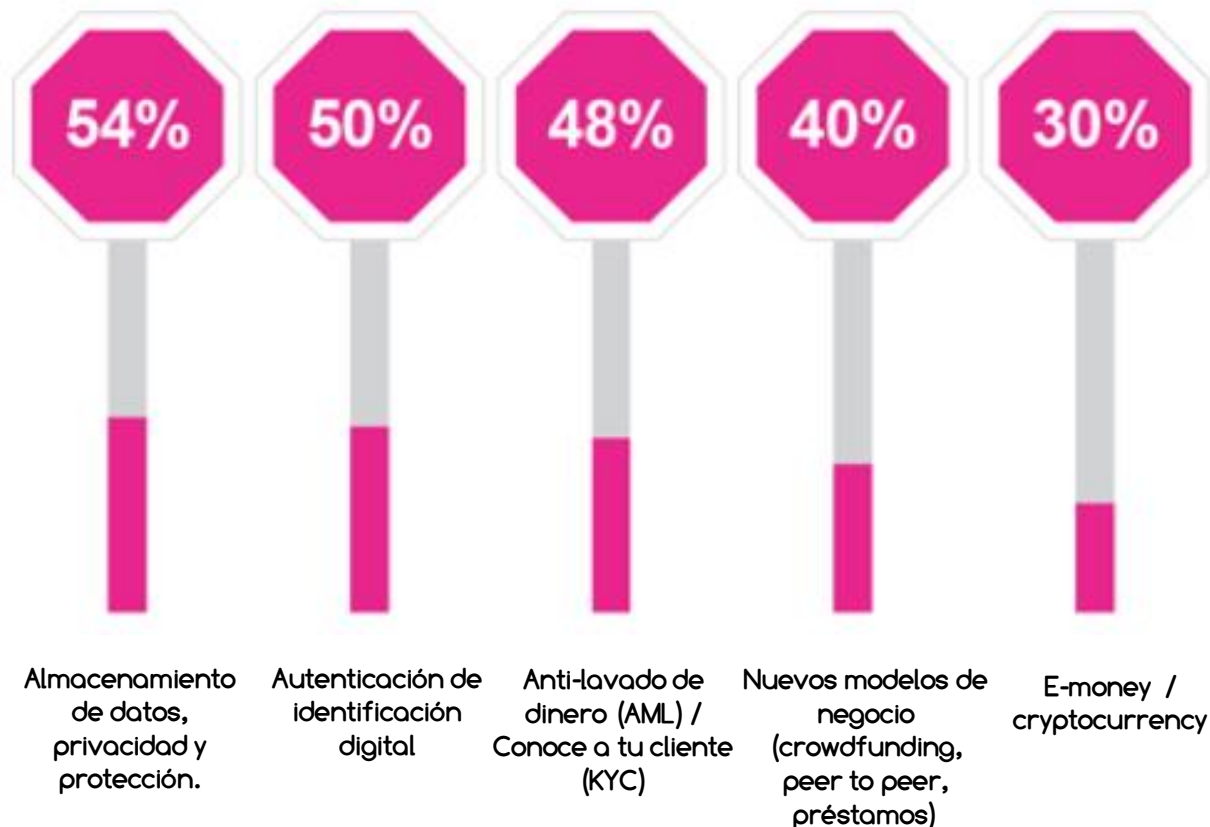 54%
50%
48%
40%
30%
Almacenamiento
de datos,
privacidad y
protección.
Autenticación de
identificación
digital
Anti-lavado de
dinero (AML) /
Conoce a tu cliente
(KYC)
Nuevos modelos de
negocio
(crowdfunding,
peer to peer,
préstamos)
E-money /
cryptocurrency